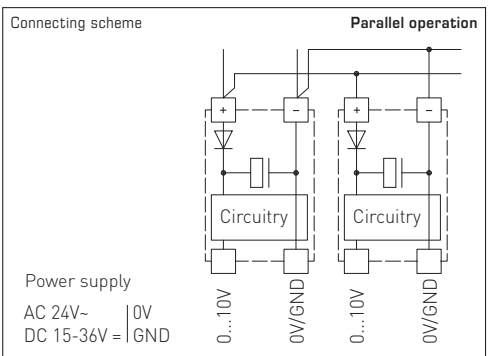 Connecting scheme
Parallel operation
+
–
+
–
Circuitry
Circuitry
Power supply
AC 24V~ 0V
DC 15-36V = GND
0...10V
0V/GND
0...10V
0V/GND